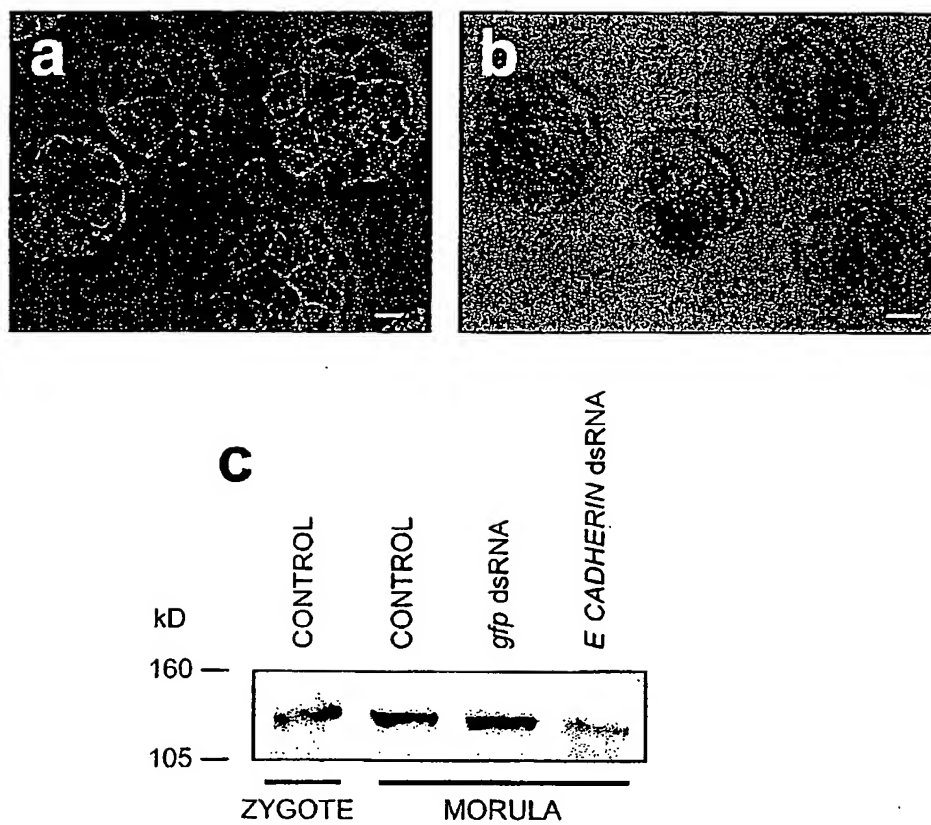 a
b
c
CONTROL
CONTROL
gfp dsRNA
E CADHERIN dsRNA
kD
160
105
ZYGOTE
MORULA